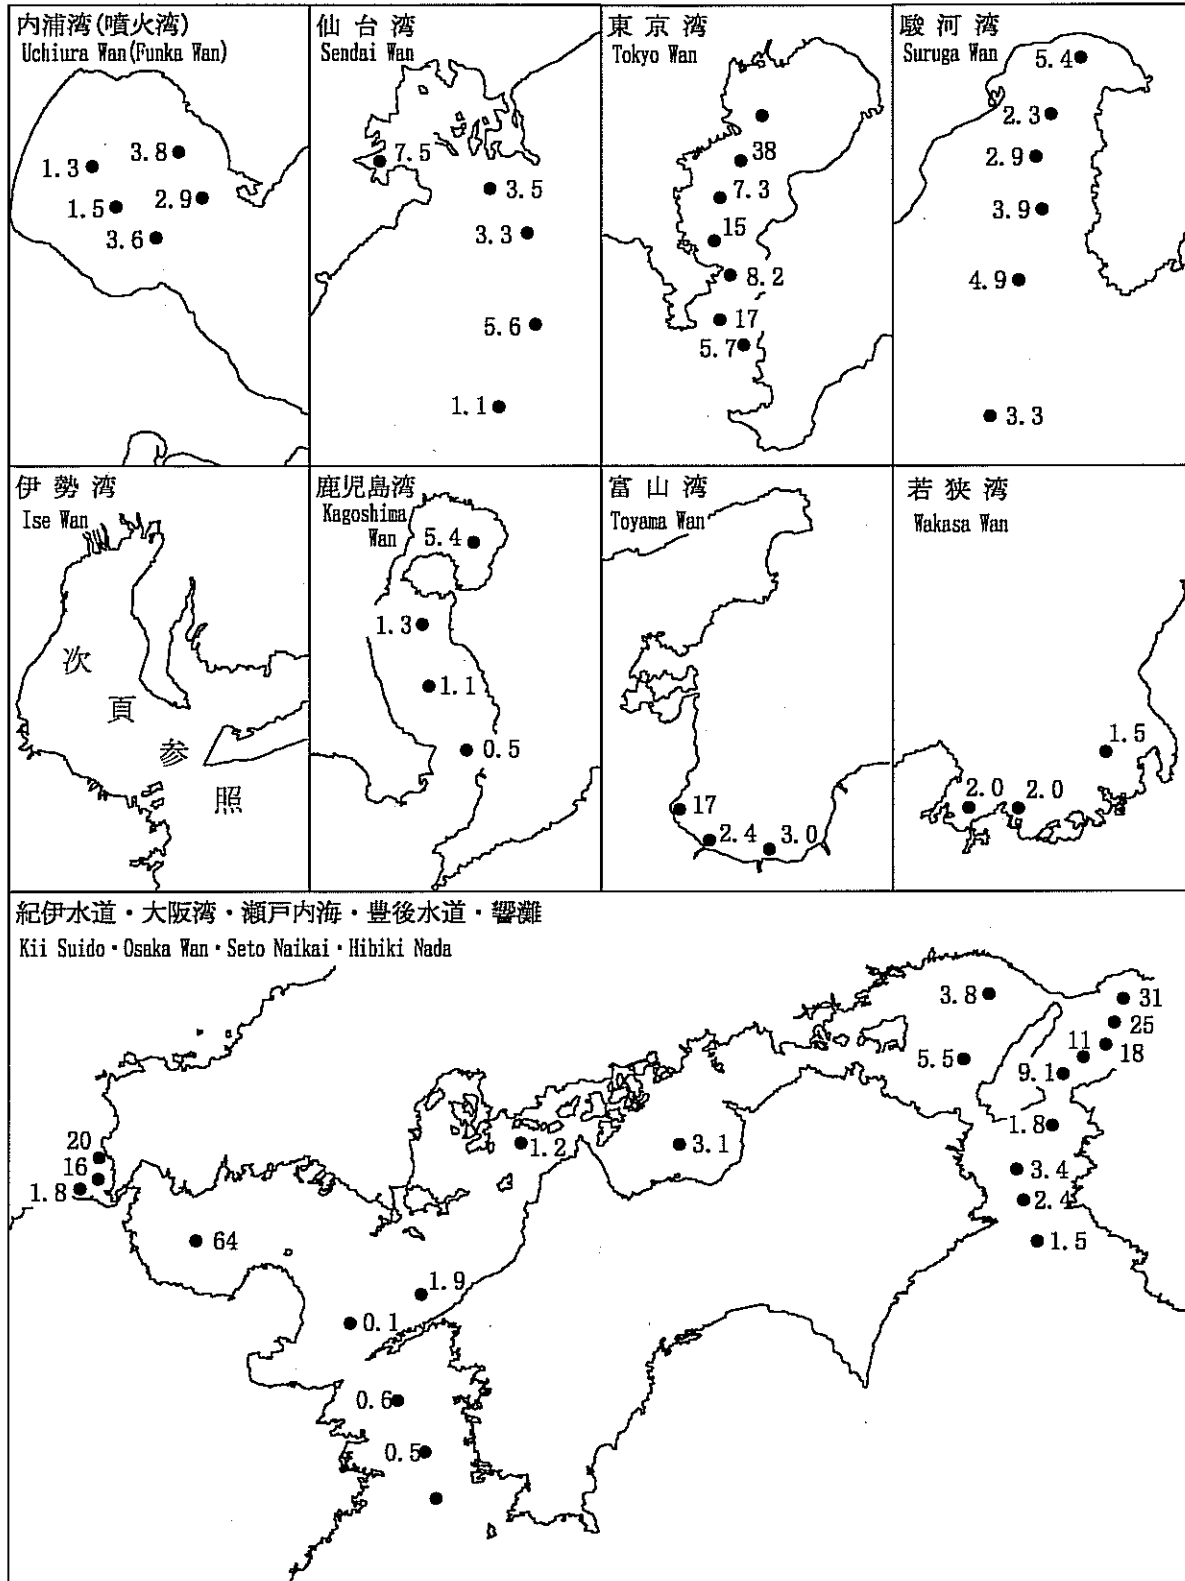 内浦湾(噴火湾)
Uchiura Wan(Funka Wan)
3.8
1.3
2.9
1.5
3.6
仙台湾
Sendai Wan
7.5
3.5
3.3
5.6
1.1
東京湾
Tokyo Wan
38
7.3
15
8.2
17
5.7
駿河湾
Suruga Wan
5.4
2.3
2.9
3.9
4.9
3.3
伊勢湾
Ise Wan
次
頁
参
照
鹿児島湾
Kagoshima
Wan
5.4
1.3
1.1
0.5
富山湾
Toyama Wan
17
2.4
3.0
若狭湾
Wakasa Wan
1.5
2.0
2.0
紀伊水道・大阪湾・瀬戸内海・豊後水道・響灘
Kii Suido・Osaka Wan・Seto Naikai・Hibiki Nada
3.8
31
25
18
11
5.5
9.1
1.8
20
1.2
3.1
16
3.4
1.8
2.4
64
1.5
1.9
0.1
0.6
0.5